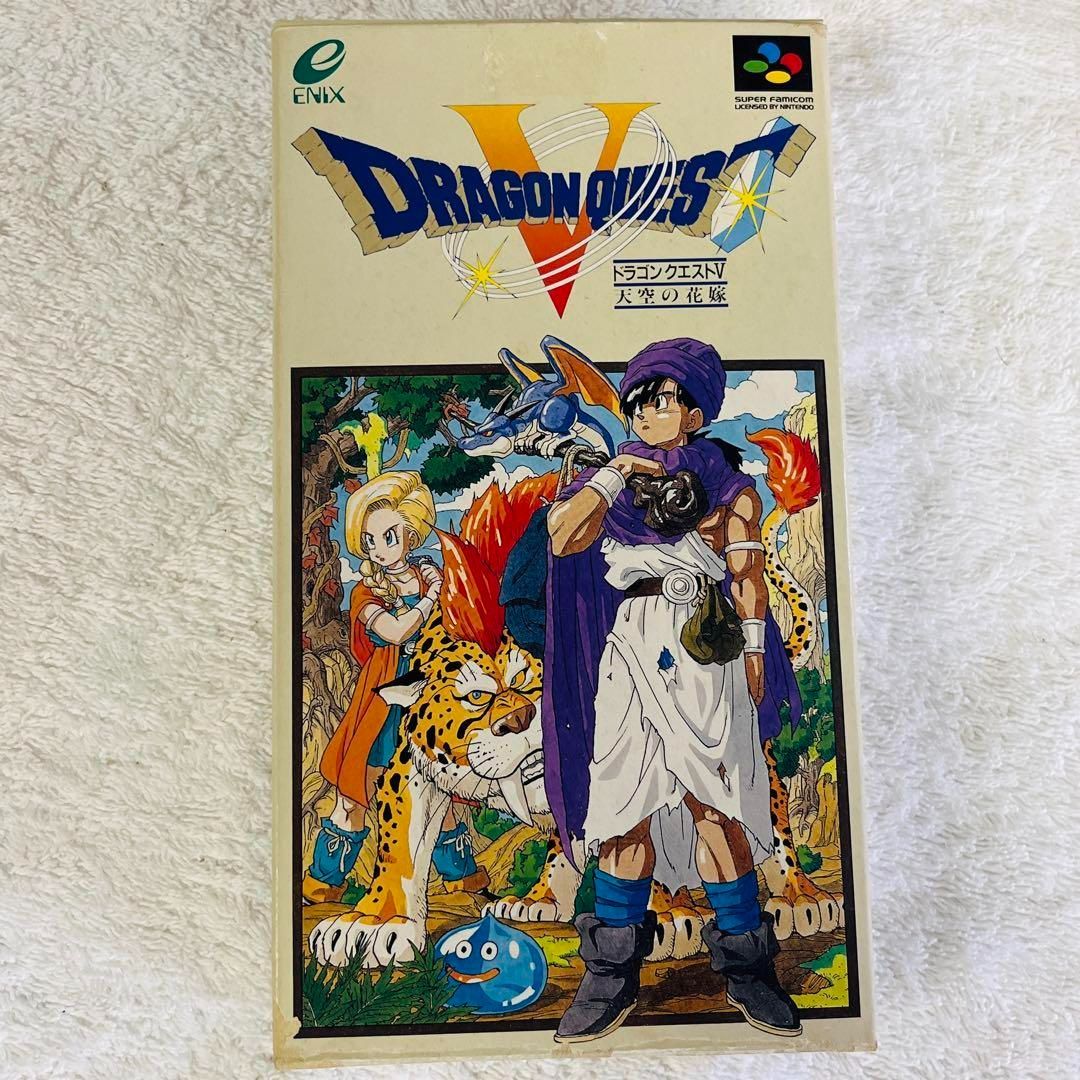 ENIX
SUPER FAMICOM
LICENSED BY NINTENDO
V
DRAGON QUEST
ドラゴンクエストV
天空の花嫁